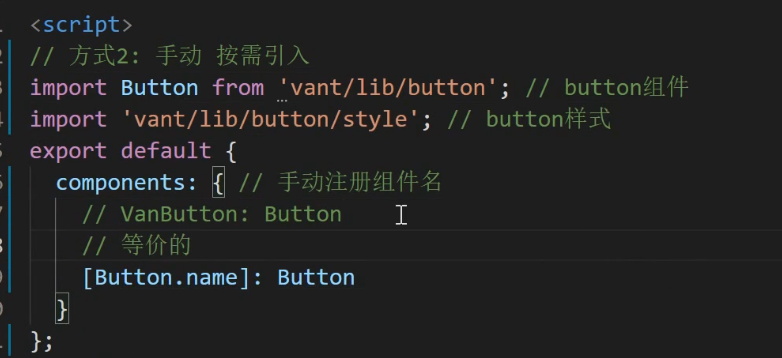 <script>
// 方式2: 手动 按需引入
import Button from 'vant/lib/button'; // button组件
import 'vant/lib/button/style'; // button样式
export default {
  components: { // 手动注册组件名
    // VanButton: Button
    // 等价的
    [Button.name]: Button
  }
};